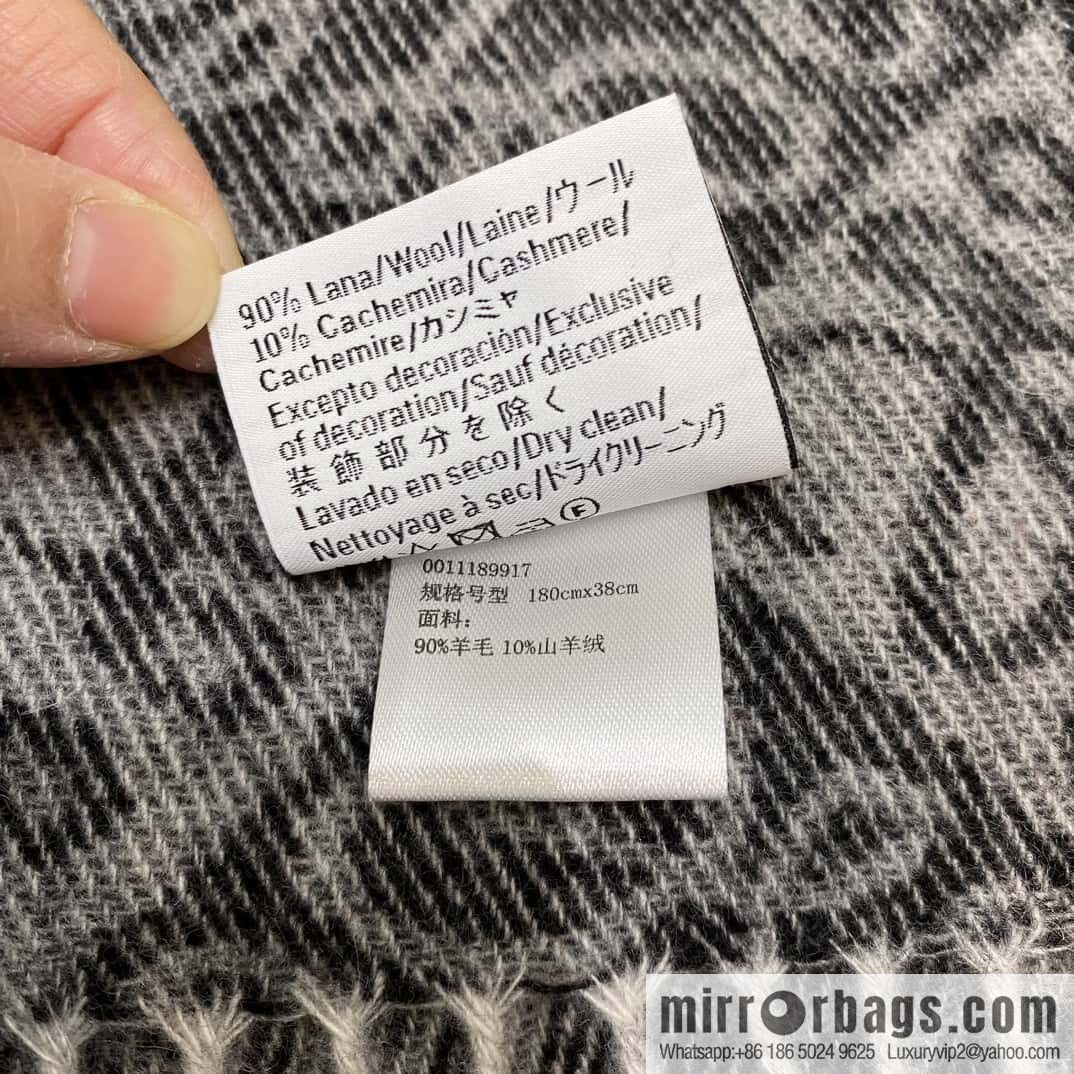 90% Lana/Wool/Laine/ウール
10% Cachemira/Cashmere/
Cachemire/カシミヤ
Excepto decoración/Exclusive
of décoration/Sauf décoration/
装飾部分を除く
Lavado en seco/Dry clean/
Nettoyage à sec/ドライクリーニング
F
0011189917
规格号型 180cmx38cm
面料:
90%羊毛 10%山羊绒
mirrorbags.com
Whatsapp:+86 186 5024 9625 Luxuryvip2@yahoo.com